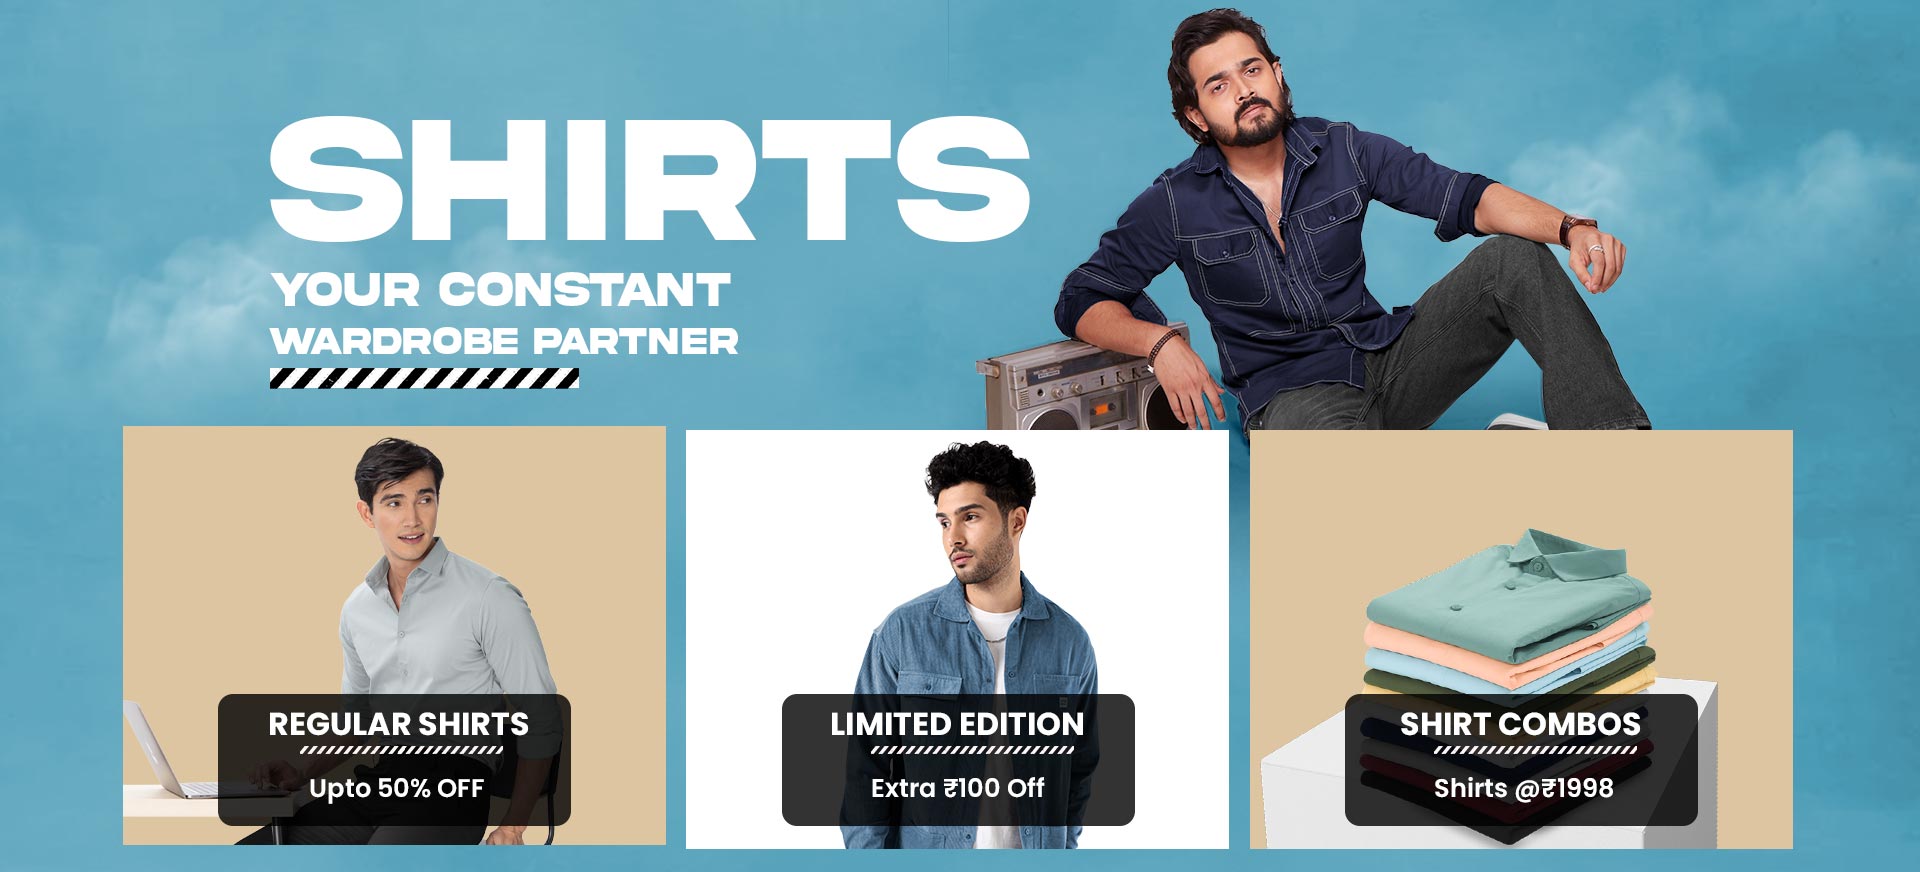 SHIRTS
YOUR CONSTANT
WARDROBE PARTNER
REGULAR SHIRTS
Upto 50% OFF
LIMITED EDITION
Extra ₹100 Off
SHIRT COMBOS
Shirts @₹1998